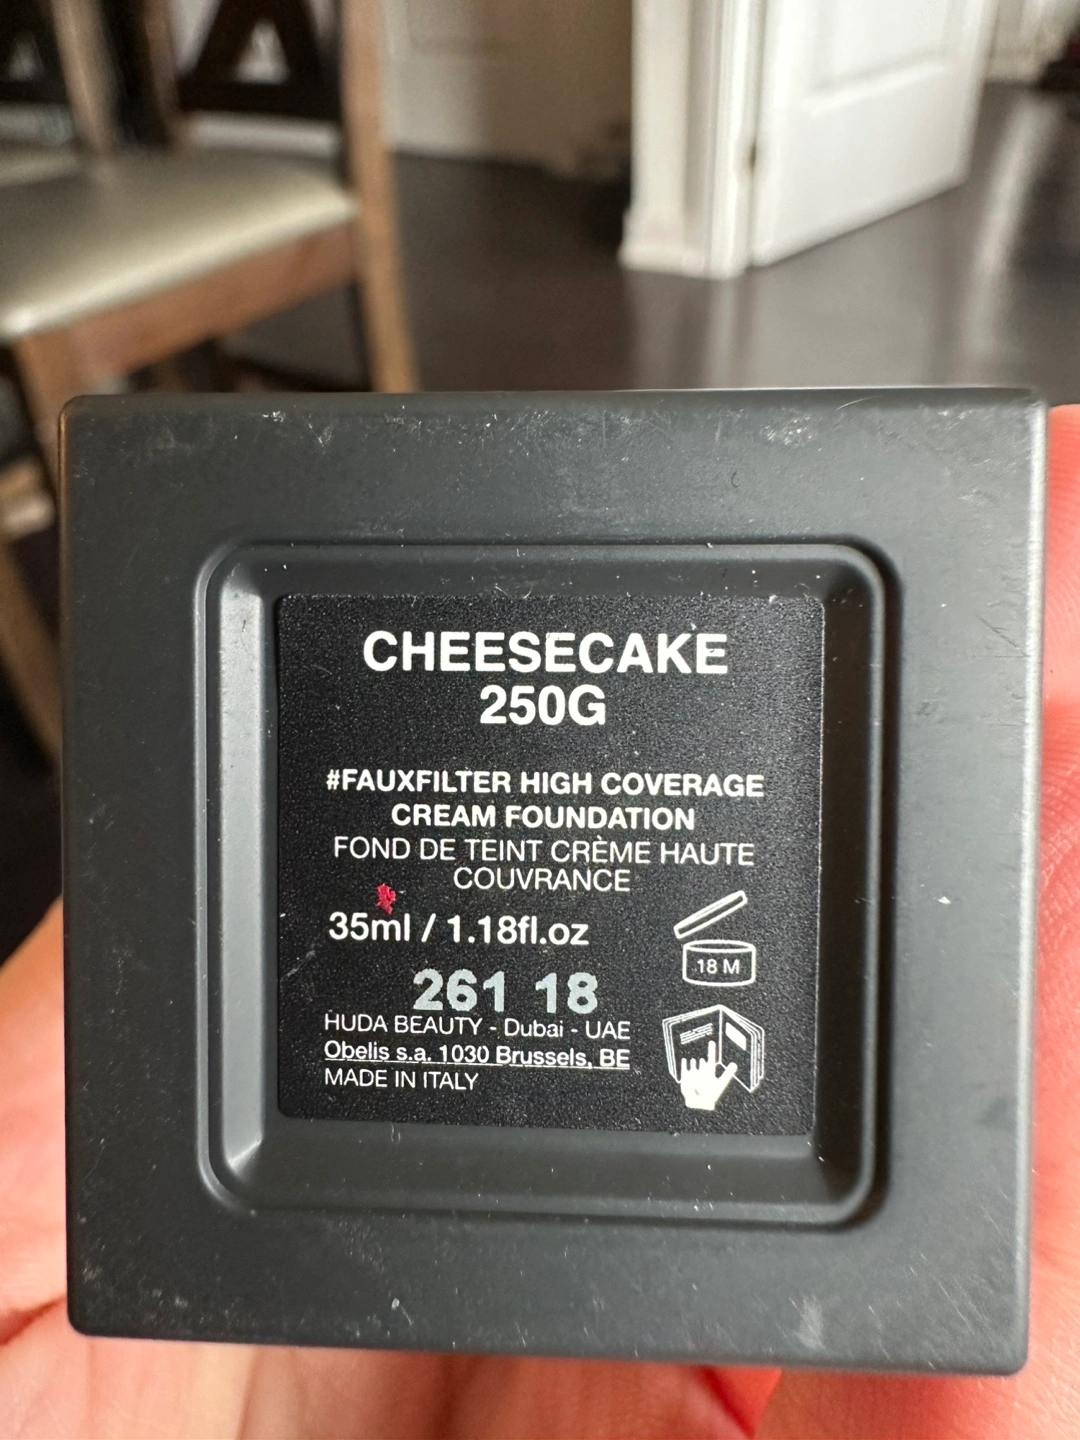 CHEESECAKE
250G
#FAUXFILTER HIGH COVERAGE
CREAM FOUNDATION
FOND DE TEINT CRÈME HAUTE
COUVRANCE
35ml / 1.18fl.oz
18 M
261 18
HUDA BEAUTY - Dubai - UAE
Obelis s.a. 1030 Brussels, BE
MADE IN ITALY